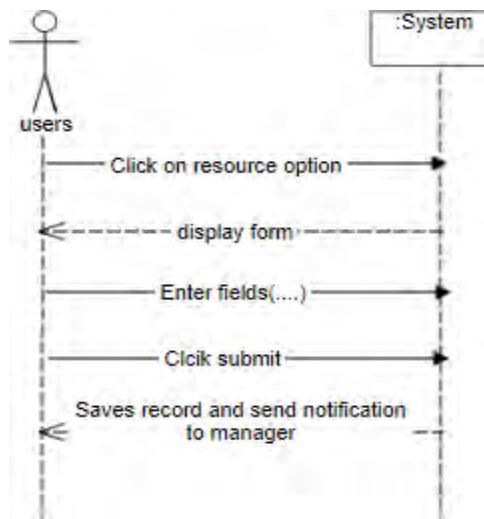 :System
users
Click on resource option
display form
Enter fields(....)
Clcik submit
Saves record and send notification
to manager